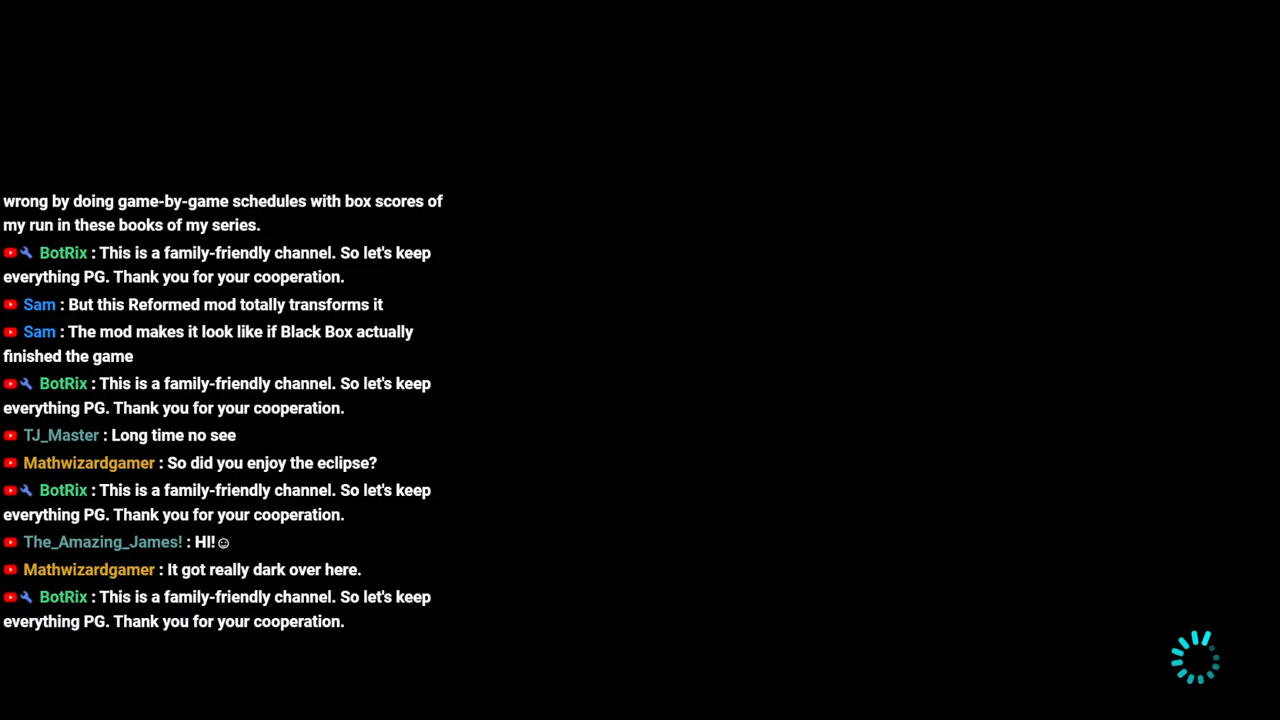 wrong by doing game-by-game schedules with box scores of
my run in these books of my series.
BotRix : This is a family-friendly channel. So let's keep
everything PG. Thank you for your cooperation.
Sam : But this Reformed mod totally transforms it
Sam : The mod makes it look like if Black Box actually
finished the game
BotRix : This is a family-friendly channel. So let's keep
everything PG. Thank you for your cooperation.
TJ_Master : Long time no see
Mathwizardgamer : So did you enjoy the eclipse?
BotRix : This is a family-friendly channel. So let's keep
everything PG. Thank you for your cooperation.
The_Amazing_James! : HI!☺
Mathwizardgamer : It got really dark over here.
BotRix : This is a family-friendly channel. So let's keep
everything PG. Thank you for your cooperation.